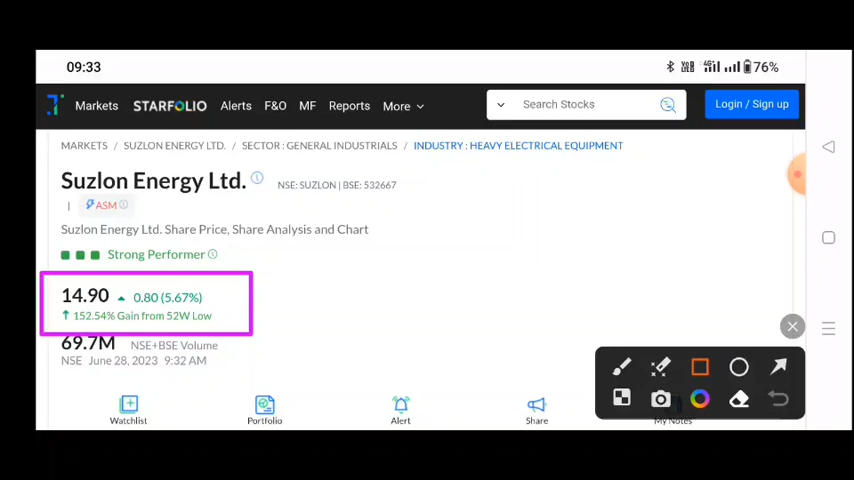 09:33 76%
Markets STARFOLIO Alerts F&O MF Reports More Search Stocks Login / Sign up
MARKETS / SUZLON ENERGY LTD. / SECTOR : GENERAL INDUSTRIALS / INDUSTRY : HEAVY ELECTRICAL EQUIPMENT
Suzlon Energy Ltd. NSE: SUZLON | BSE: 532667
| ASM
Suzlon Energy Ltd. Share Price, Share Analysis and Chart
Strong Performer
14.90 0.80 (5.67%)
152.54% Gain from 52W Low
69.7M NSE+BSE Volume
NSE June 28, 2023 9:32 AM
Watchlist Portfolio Alert Share My Notes